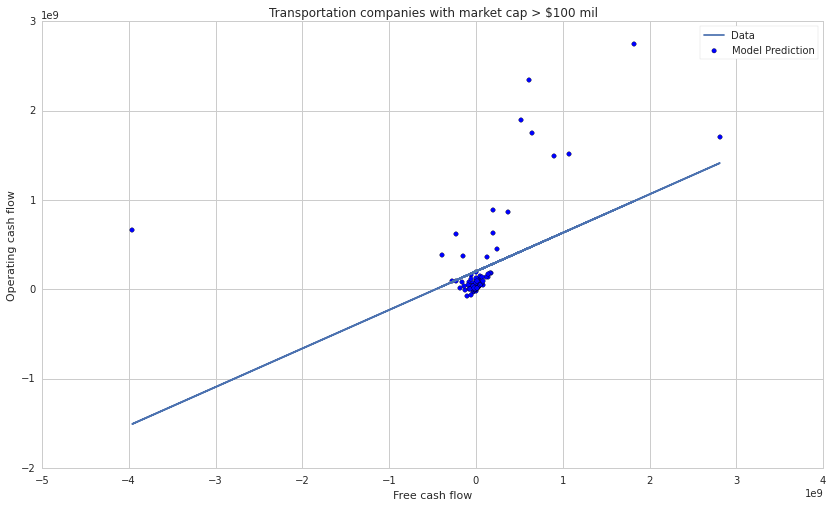 Transportation companies with market cap > $100 mil
1e9
3
2
1
0
−1
−2
Operating cash flow
Data
Model Prediction
−5 −4 −3 −2 −1 0 1 2 3 4
Free cash flow
1e9